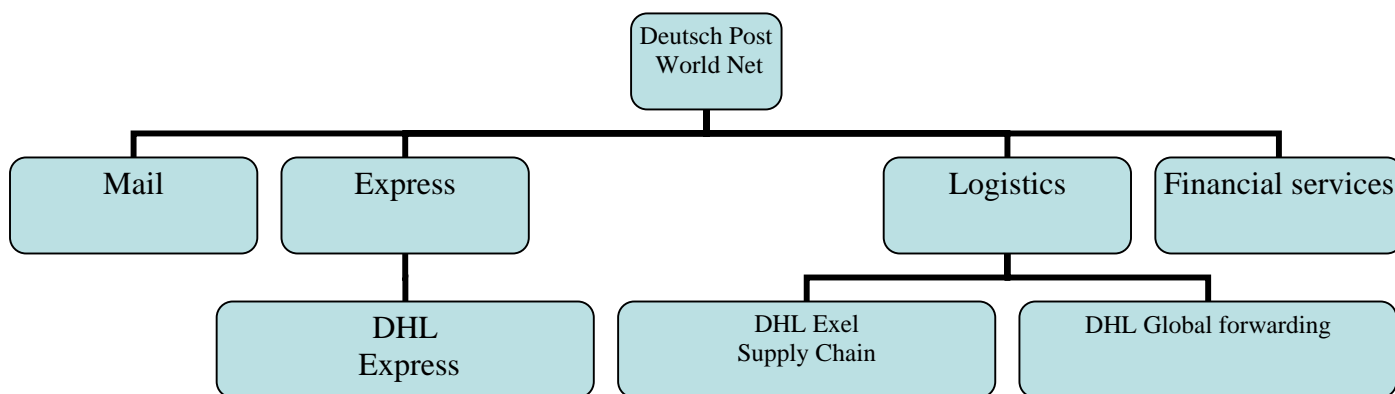 Deutsch Post
World Net
Mail
Express
Logistics
Financial services
DHL
Express
DHL Exel
Supply Chain
DHL Global forwarding